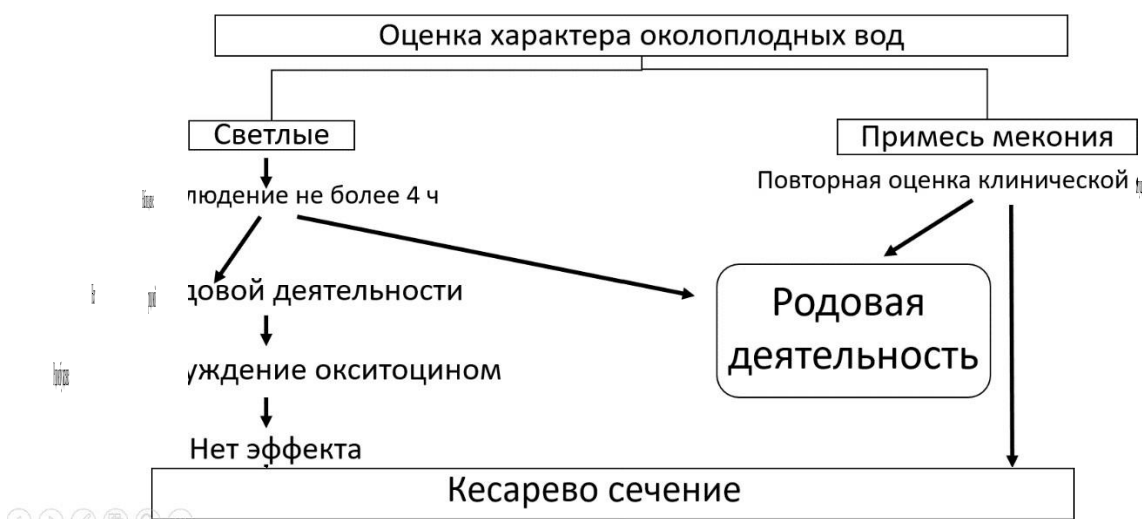 Оценка характера околоплодных вод
Светлые
Примесь мекония
людение не более 4 ч
Повторная оценка клинической
довой деятельности
Родовая
деятельность
уждение окситоцином
Нет эффекта
Кесарево сечение